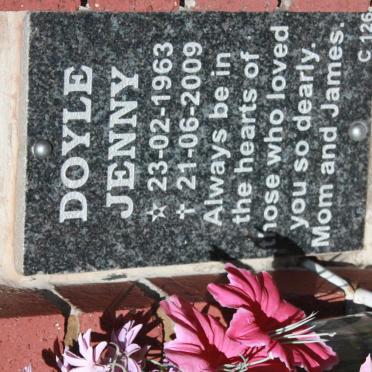 DOYLE
JENNY
23-02-1963
21-06-2009
Always be in
the hearts of
those who loved
you so dearly.
Mom and James.
C 126